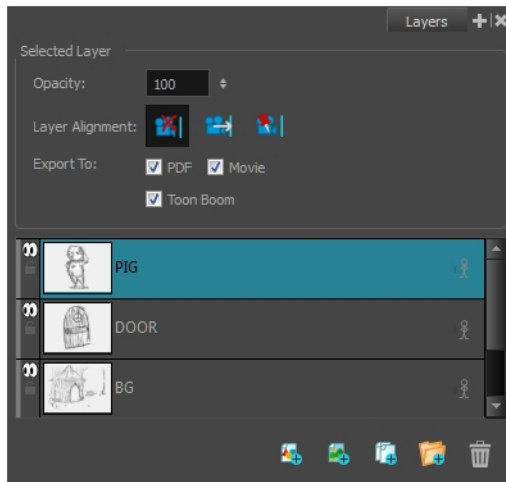 Layers
Selected Layer
Opacity: 100
Layer Alignment:
Export To: PDF Movie
Toon Boom
PIG
DOOR
BG